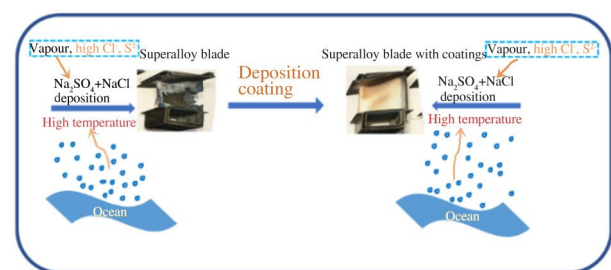 Vapour, high Cl⁻, S²⁻
Superalloy blade
Na₂SO₄+NaCl
deposition
High temperature
Ocean
Deposition
coating
Superalloy blade with coatings
Vapour, high Cl⁻, S²⁻
Na₂SO₄+NaCl
deposition
High temperature
Ocean